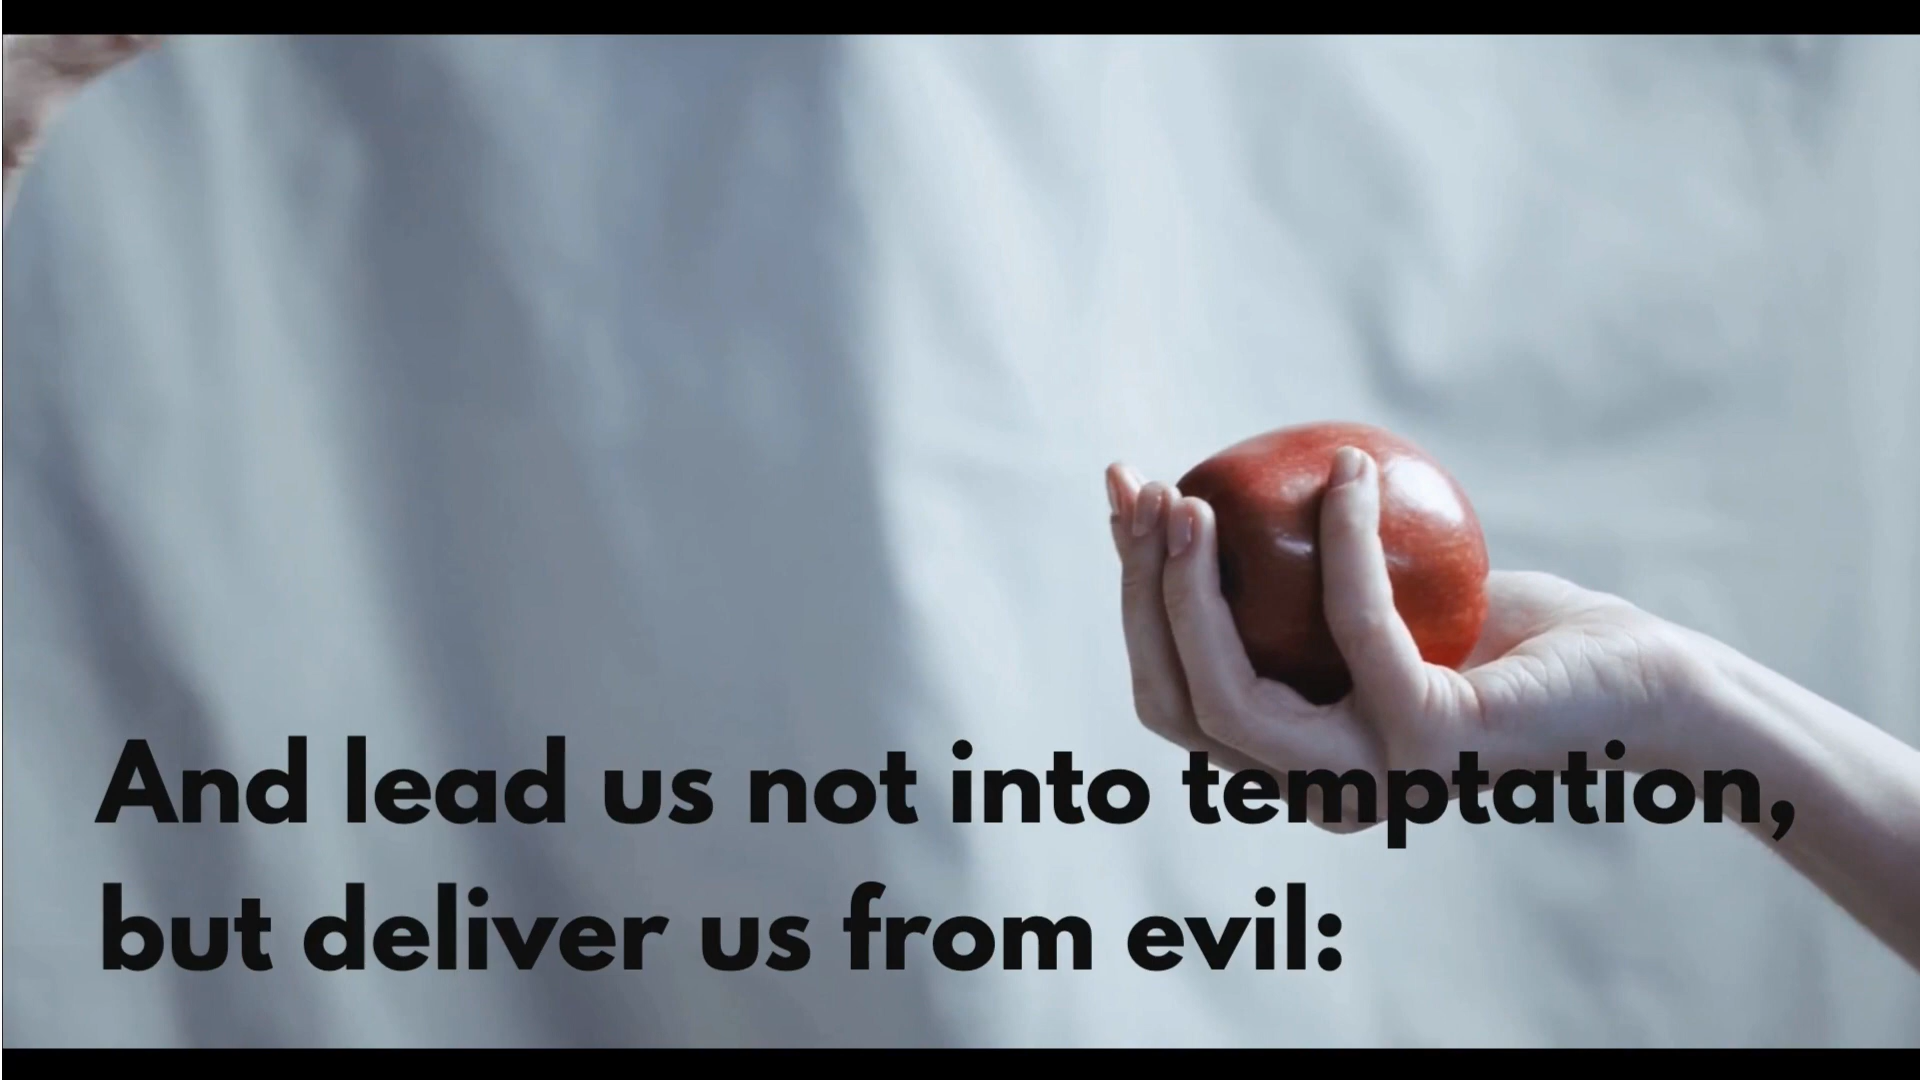 And lead us not into temptation,
but deliver us from evil: